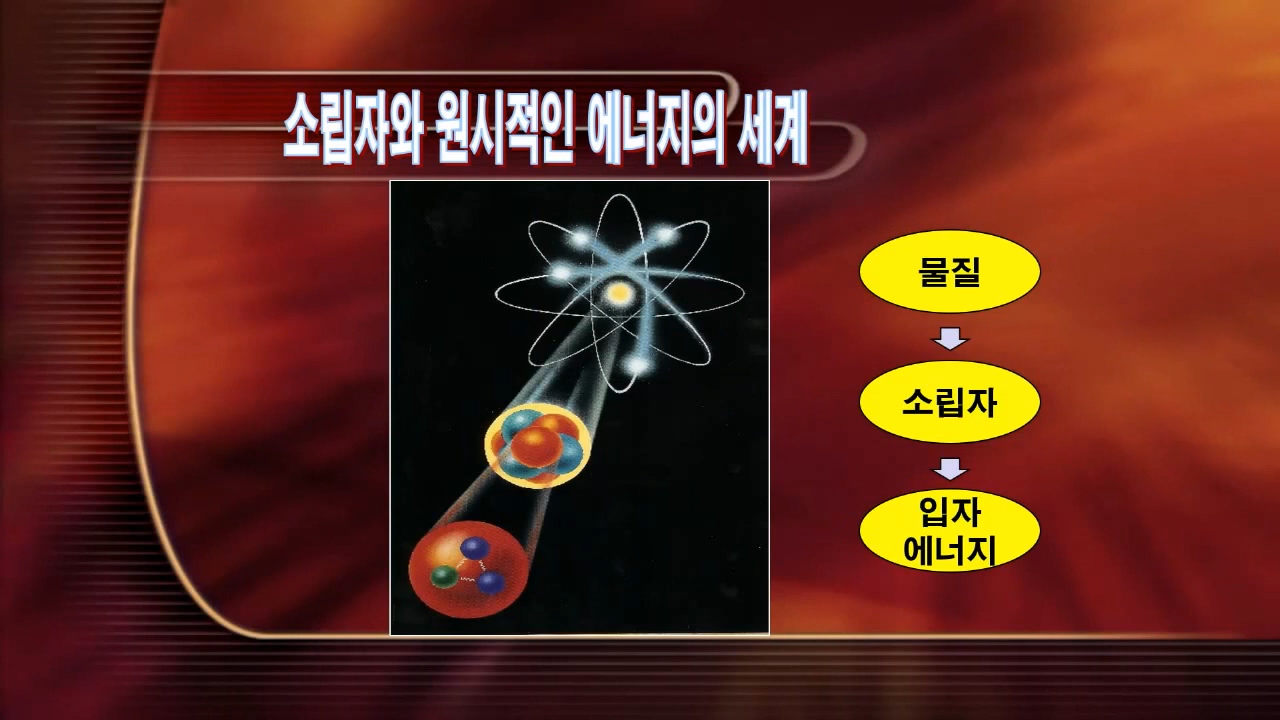 소립자와 원시적인 에너지의 세계
물질
소립자
입자
에너지